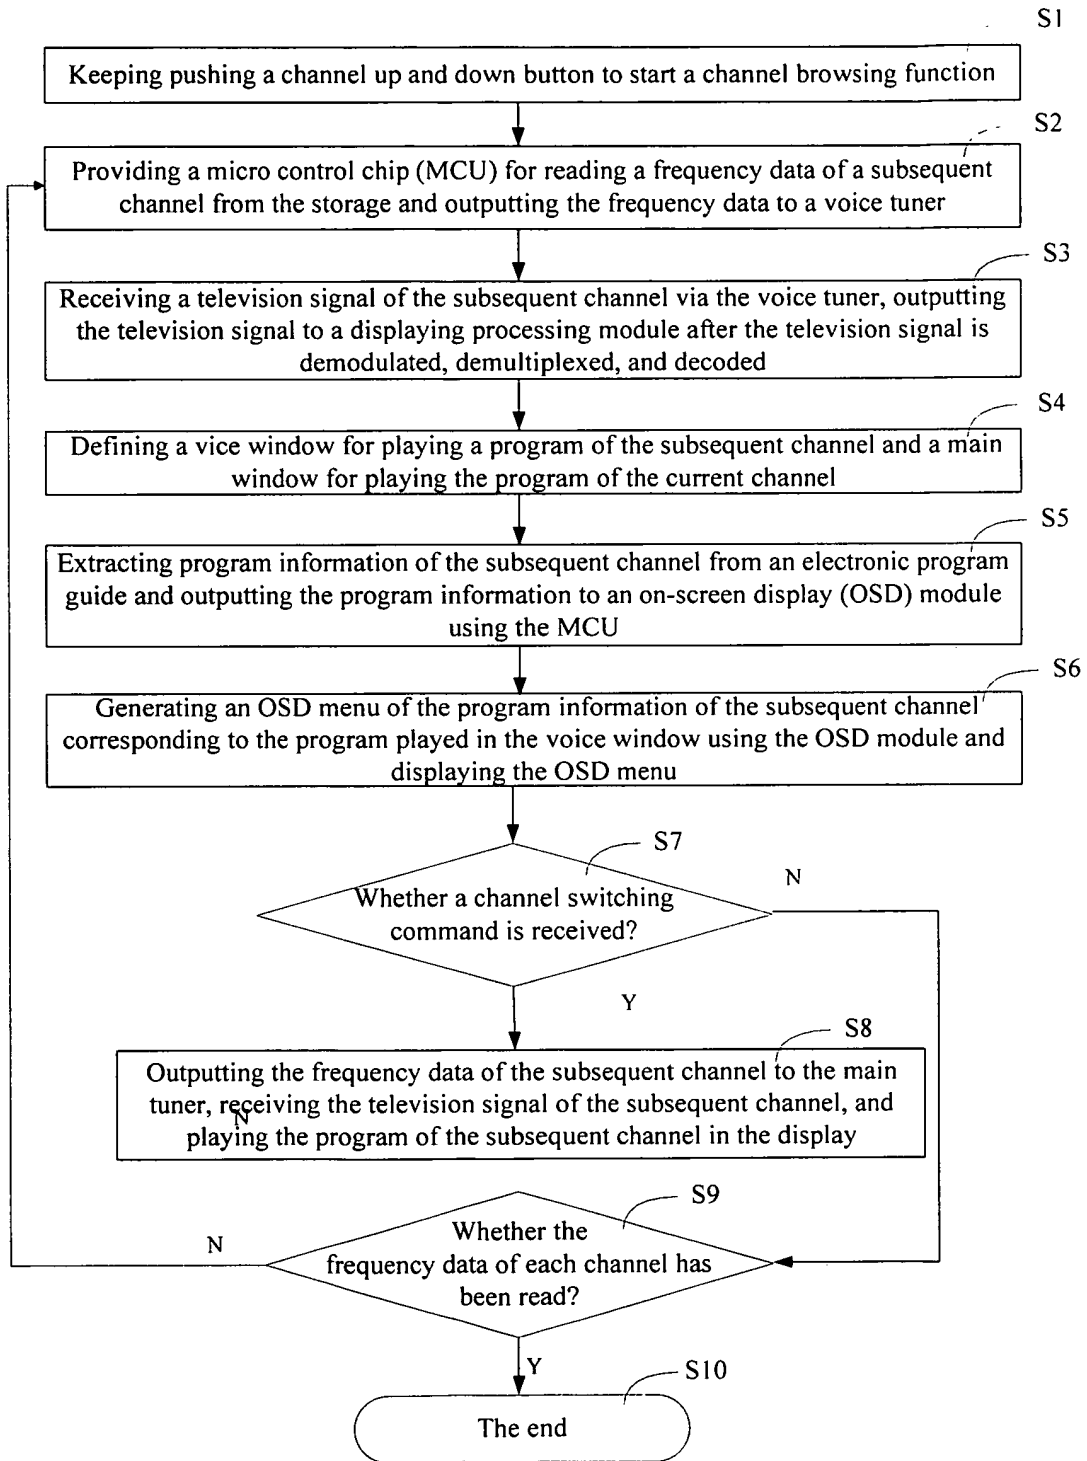 S1
Keeping pushing a channel up and down button to start a channel browsing function
S2
Providing a micro control chip (MCU) for reading a frequency data of a subsequent
channel from the storage and outputting the frequency data to a voice tuner
S3
Receiving a television signal of the subsequent channel via the voice tuner, outputting
the television signal to a displaying processing module after the television signal is
demodulated, demultiplexed, and decoded
S4
Defining a vice window for playing a program of the subsequent channel and a main
window for playing the program of the current channel
S5
Extracting program information of the subsequent channel from an electronic program
guide and outputting the program information to an on-screen display (OSD) module
using the MCU
S6
Generating an OSD menu of the program information of the subsequent channel
corresponding to the program played in the voice window using the OSD module and
displaying the OSD menu
S7
N
Whether a channel switching
command is received?
Y
S8
Outputting the frequency data of the subsequent channel to the main
tuner, receiving the television signal of the subsequent channel, and
N
playing the program of the subsequent channel in the display
S9
N
Whether the
frequency data of each channel has
been read?
Y
S10
The end